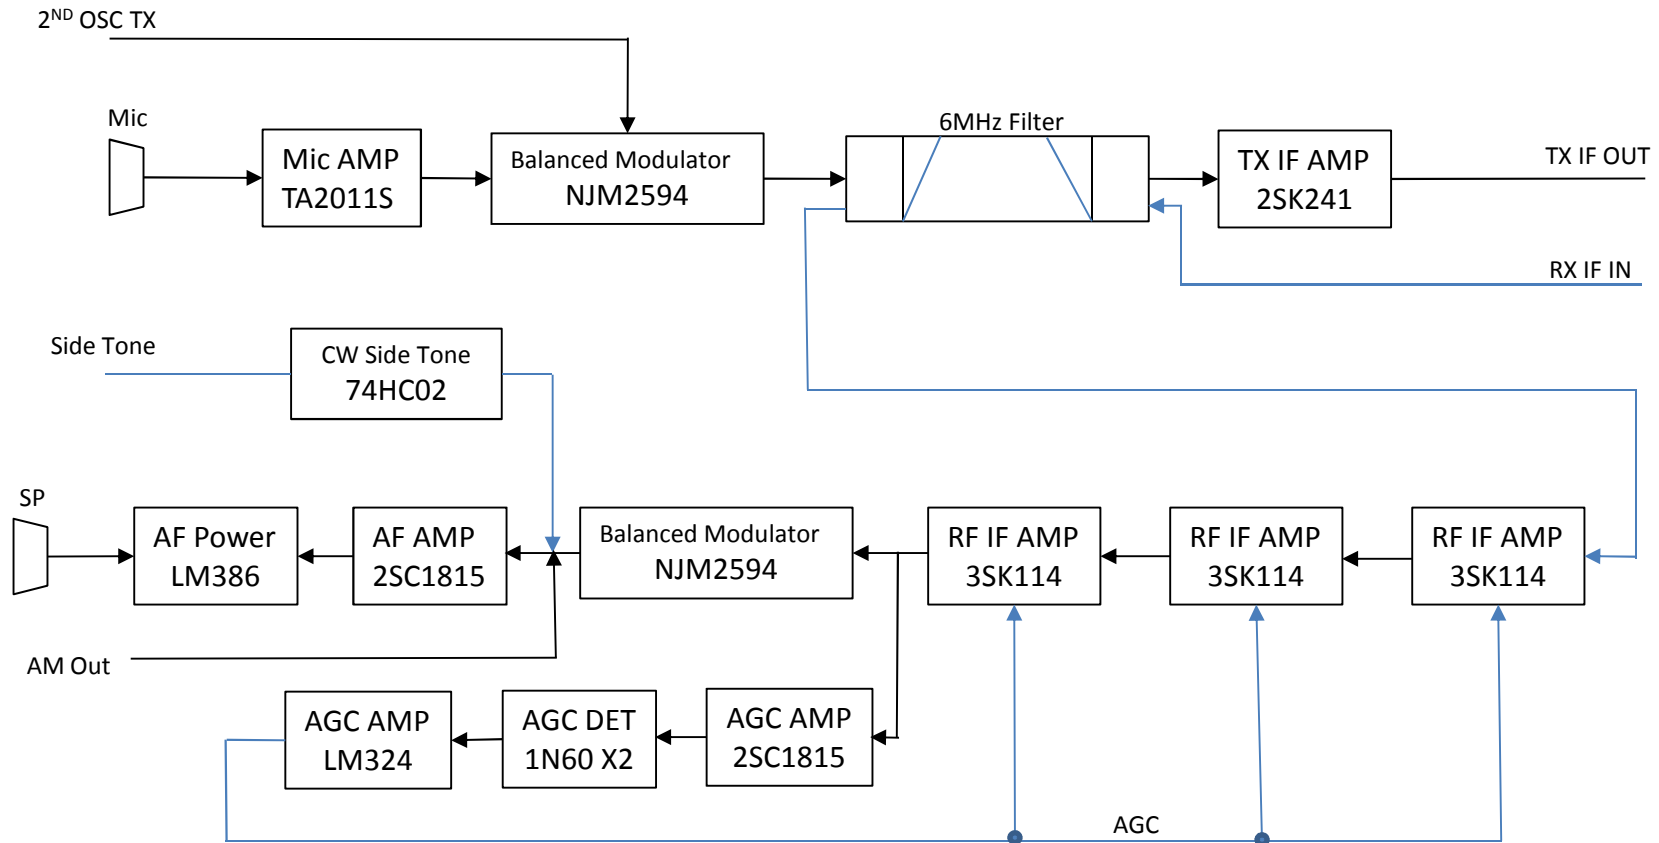 2ND OSC TX
Mic
Mic AMP
TA2011S
Balanced Modulator
NJM2594
6MHz Filter
TX IF AMP
2SK241
TX IF OUT
RX IF IN
Side Tone
CW Side Tone
74HC02
SP
AF Power
LM386
AF AMP
2SC1815
Balanced Modulator
NJM2594
RF IF AMP
3SK114
RF IF AMP
3SK114
RF IF AMP
3SK114
AM Out
AGC AMP
LM324
AGC DET
1N60 X2
AGC AMP
2SC1815
AGC